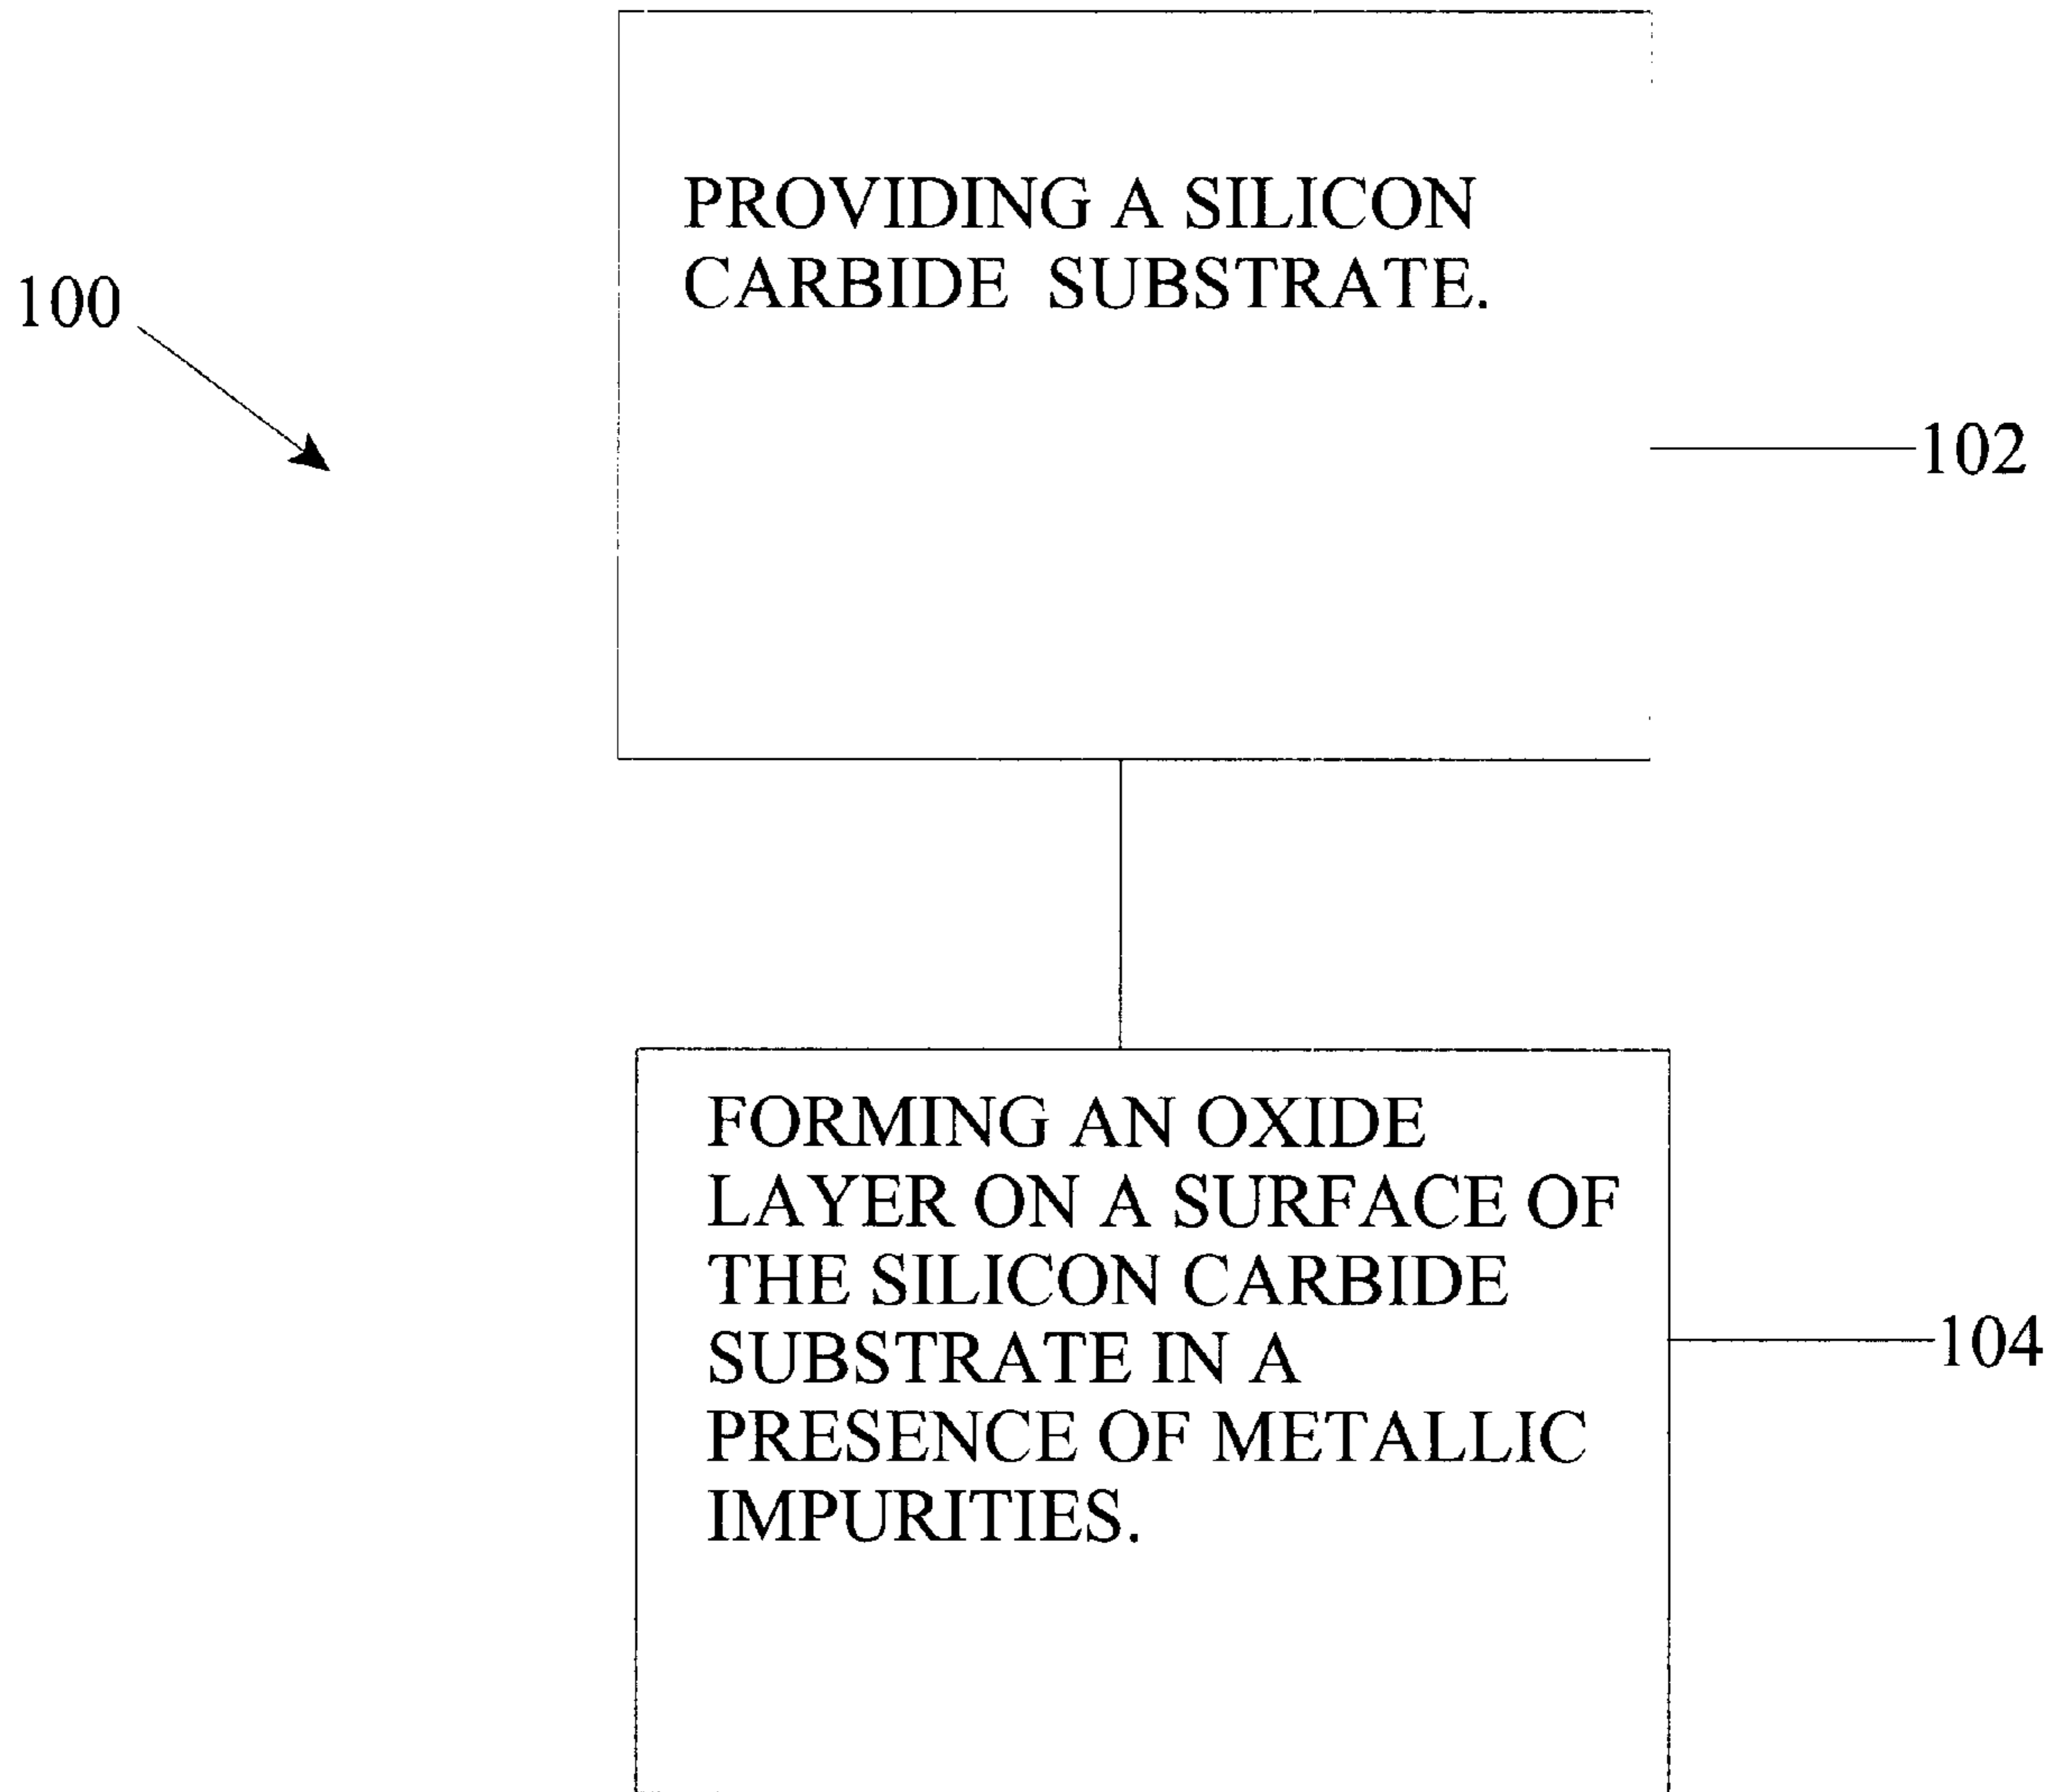 PROVIDING A SILICON
CARBIDE SUBSTRATE.
100
102
FORMING AN OXIDE
LAYER ON A SURFACE OF
THE SILICON CARBIDE
SUBSTRATE IN A
PRESENCE OF METALLIC
IMPURITIES.
104